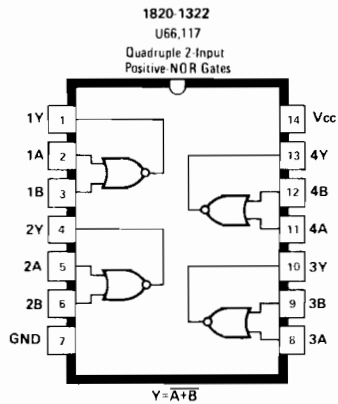 1820-1322
U66,117
Quadruple 2-Input
Positive-NOR Gates
1Y 1
1A 2
1B 3
2Y 4
2A 5
2B 6
GND 7
14 Vcc
13 4Y
12 4B
11 4A
10 3Y
9 3B
8 3A
Y=A+B